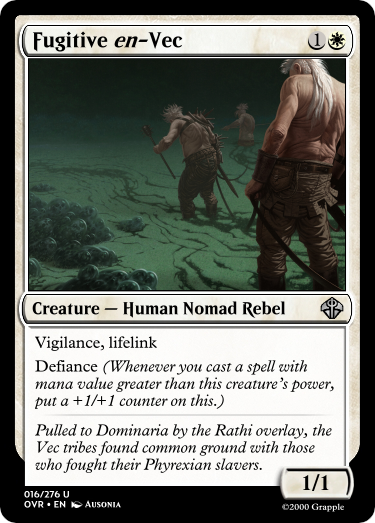 Fugitive en-Vec
1
Creature — Human Nomad Rebel
Vigilance, lifelink
Defiance (Whenever you cast a spell with
mana value greater than this creature's power,
put a +1/+1 counter on this.)
Pulled to Dominaria by the Rathi overlay, the
Vec tribes found common ground with those
who fought their Phyrexian slavers.
1/1
016/276 U
OVR • EN Ausonia
©2000 Grapple